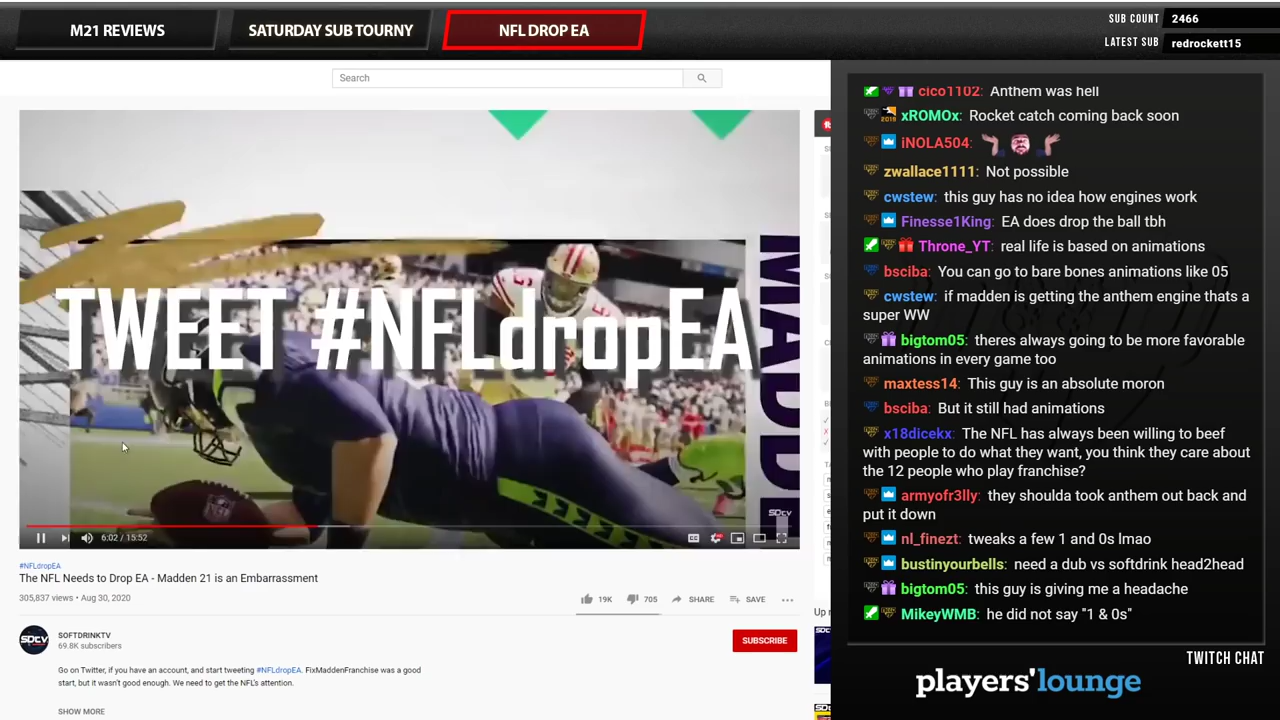 M21 REVIEWS
SATURDAY SUB TOURNY
NFL DROP EA
SUB COUNT 2466
LATEST SUB redrockett15
Search
TWEET #NFLdropEA
MADD
NFL
SDtv
6:02 / 15:52
CC
#NFLdropEA
The NFL Needs to Drop EA - Madden 21 is an Embarrassment
305,837 views • Aug 30, 2020
19K 705 SHARE SAVE
Up
SDtv
SOFTDRINKTV
69.8K subscribers
SUBSCRIBE
Go on Twitter, if you have an account, and start tweeting #NFLdropEA. FixMaddenFranchise was a good
start, but it wasn't good enough. We need to get the NFL's attention.
SHOW MORE
cico1102: Anthem was hell
2019 xROMOx: Rocket catch coming back soon
iNOLA504:
zwallace1111: Not possible
cwstew: this guy has no idea how engines work
Finesse1King: EA does drop the ball tbh
Throne_YT: real life is based on animations
bsciba: You can go to bare bones animations like 05
cwstew: if madden is getting the anthem engine thats a
super WW
bigtom05: theres always going to be more favorable
animations in every game too
maxtess14: This guy is an absolute moron
bsciba: But it still had animations
x18dicekx: The NFL has always been willing to beef
with people to do what they want, you think they care about
the 12 people who play franchise?
armyofr3lly: they shoulda took anthem out back and
put it down
nl_finezt: tweaks a few 1 and 0s lmao
bustinyourbells: need a dub vs softdrink head2head
bigtom05: this guy is giving me a headache
MikeyWMB: he did not say "1 & 0s"
TWITCH CHAT
players'lounge